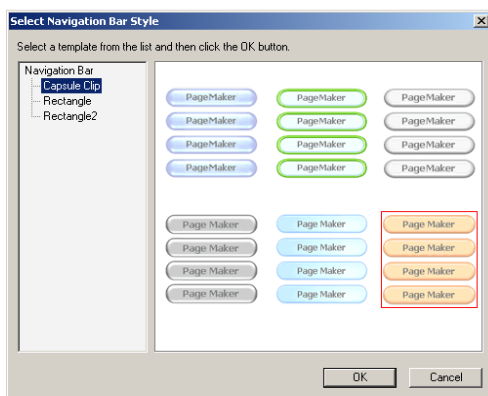 Select Navigation Bar Style
Select a template from the list and then click the OK button.
Navigation Bar
Capsule Clip
Rectangle
Rectangle2
PageMaker PageMaker PageMaker
PageMaker PageMaker PageMaker
PageMaker PageMaker PageMaker
PageMaker PageMaker PageMaker
Page Maker Page Maker Page Maker
Page Maker Page Maker Page Maker
Page Maker Page Maker Page Maker
Page Maker Page Maker Page Maker
OK Cancel